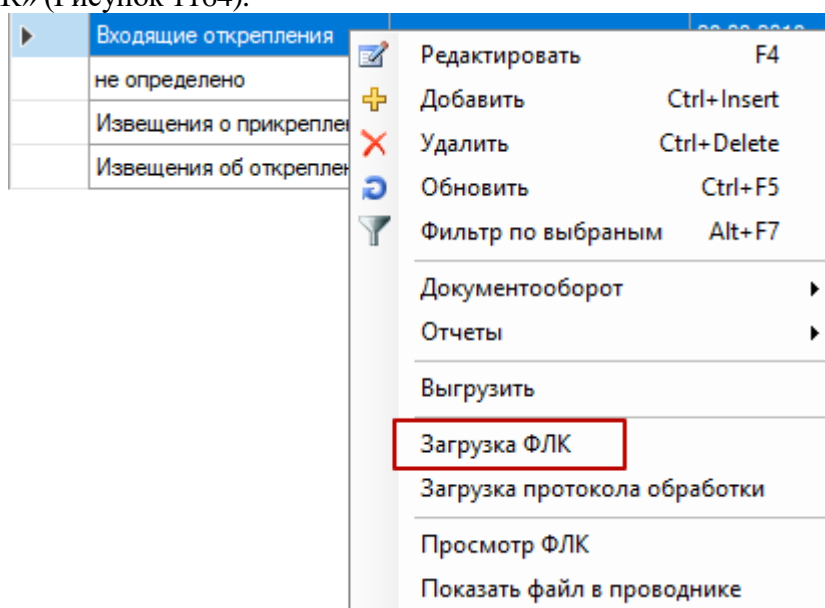 К» (Рисунок 1164).
Входящие открепления
не определено
Извещения о прикреплен
Извещения об откреплен
Редактировать F4
Добавить Ctrl+Insert
Удалить Ctrl+Delete
Обновить Ctrl+F5
Фильтр по выбраным Alt+F7
Документооборот
Отчеты
Выгрузить
Загрузка ФЛК
Загрузка протокола обработки
Просмотр ФЛК
Показать файл в проводнике